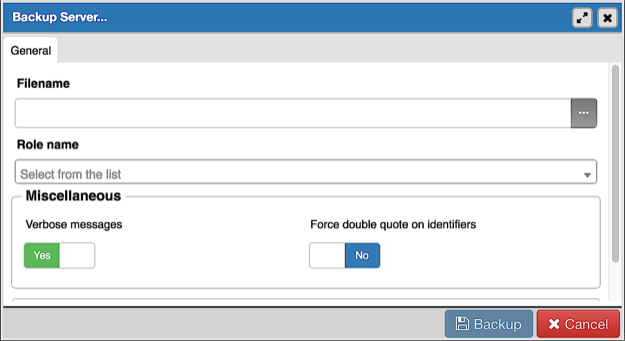 Backup Server...
General
Filename
...
Role name
Select from the list
Miscellaneous
Verbose messages Force double quote on identifiers
Yes No
Backup Cancel